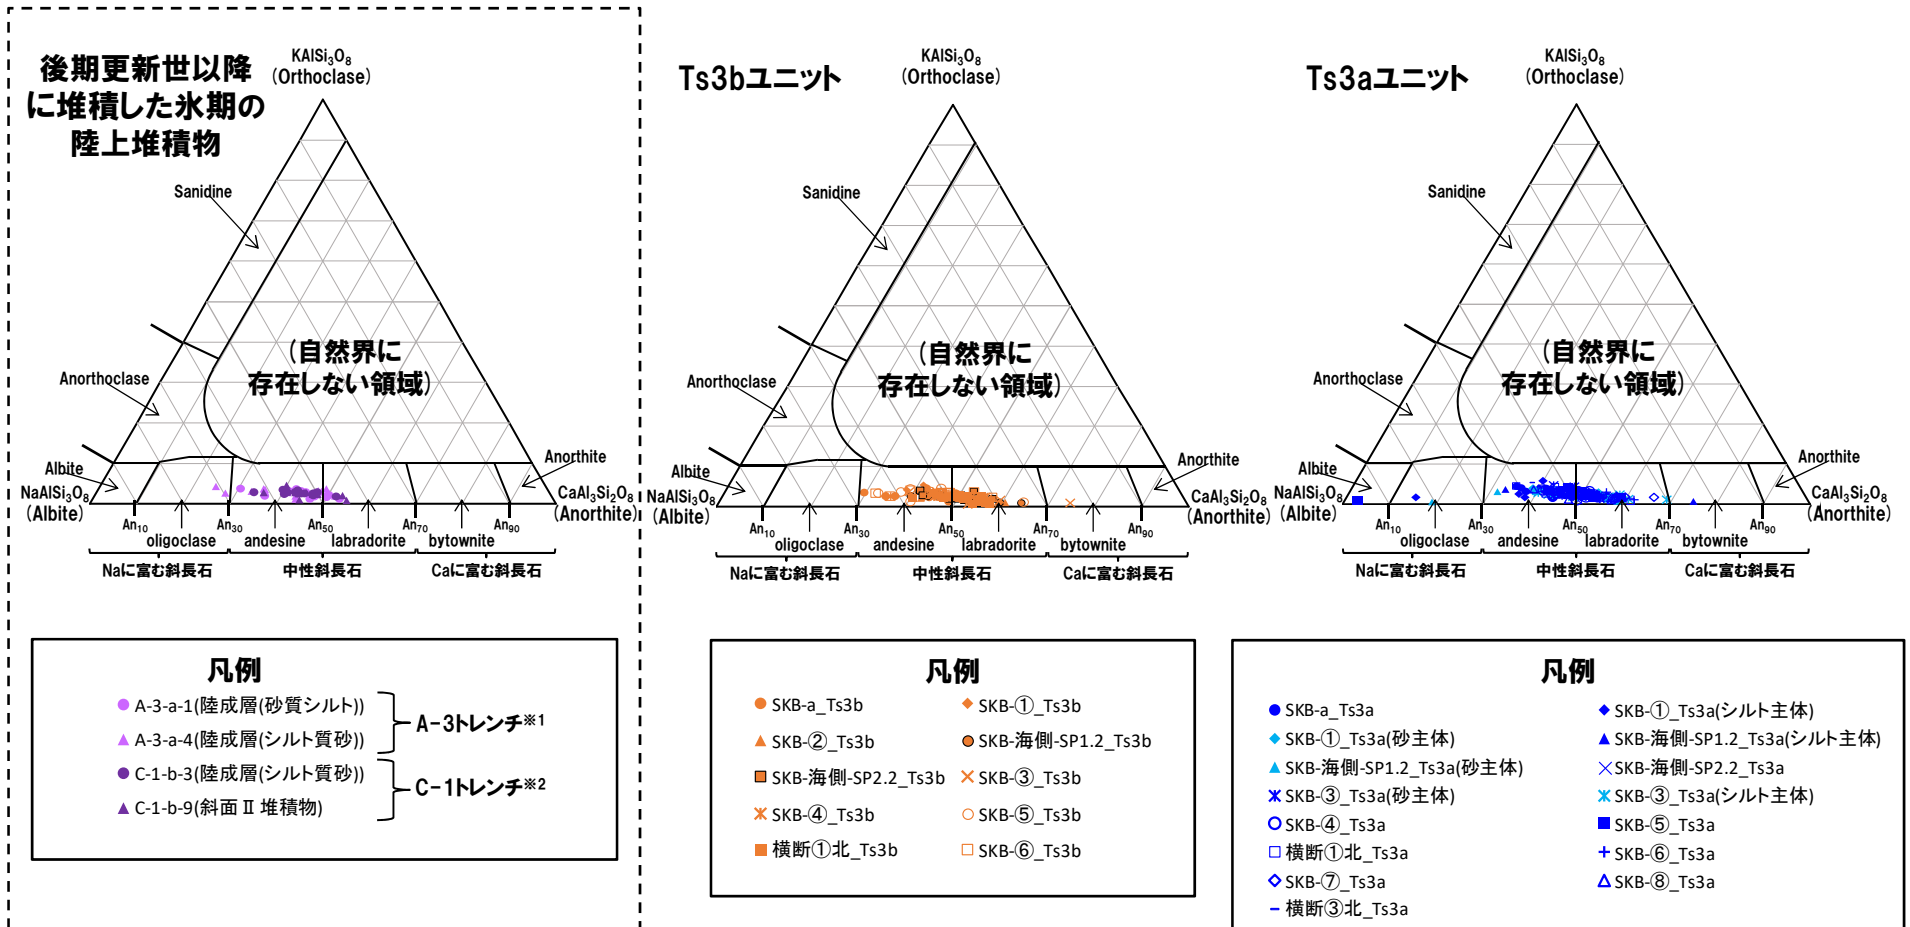 後期更新世以降
に堆積した氷期の
陸上堆積物
KAlSi₃O₈
(Orthoclase)
Sanidine
Anorthoclase
(自然界に
存在しない領域)
Albite
NaAlSi₃O₈
(Albite)
Anorthite
CaAl₃Si₂O₈
(Anorthite)
An₁₀ An₃₀ An₅₀ An₇₀ An₉₀
oligoclase andesine labradorite bytownite
Naに富む斜長石 中性斜長石 Caに富む斜長石
凡例
A-3-a-1(陸成層(砂質シルト))
A-3-a-4(陸成層(シルト質砂))
A-3トレンチ※1
C-1-b-3(陸成層(シルト質砂))
C-1-b-9(斜面Ⅱ堆積物)
C-1トレンチ※2
Ts3bユニット
KAlSi₃O₈
(Orthoclase)
Sanidine
Anorthoclase
(自然界に
存在しない領域)
Albite
NaAlSi₃O₈
(Albite)
Anorthite
CaAl₃Si₂O₈
(Anorthite)
An₁₀ An₃₀ An₅₀ An₇₀ An₉₀
oligoclase andesine labradorite bytownite
Naに富む斜長石 中性斜長石 Caに富む斜長石
凡例
SKB-a_Ts3b SKB-①_Ts3b
SKB-②_Ts3b SKB-海側-SP1.2_Ts3b
SKB-海側-SP2.2_Ts3b SKB-③_Ts3b
SKB-④_Ts3b SKB-⑤_Ts3b
横断①北_Ts3b SKB-⑥_Ts3b
Ts3aユニット
KAlSi₃O₈
(Orthoclase)
Sanidine
Anorthoclase
(自然界に
存在しない領域)
Albite
NaAlSi₃O₈
(Albite)
Anorthite
CaAl₃Si₂O₈
(Anorthite)
An₁₀ An₃₀ An₅₀ An₇₀ An₉₀
oligoclase andesine labradorite bytownite
Naに富む斜長石 中性斜長石 Caに富む斜長石
凡例
SKB-a_Ts3a SKB-①_Ts3a(シルト主体)
SKB-①_Ts3a(砂主体) SKB-海側-SP1.2_Ts3a(シルト主体)
SKB-海側-SP1.2_Ts3a(砂主体) SKB-海側-SP2.2_Ts3a
SKB-③_Ts3a(砂主体) SKB-③_Ts3a(シルト主体)
SKB-④_Ts3a SKB-⑤_Ts3a
横断①北_Ts3a SKB-⑥_Ts3a
SKB-⑦_Ts3a SKB-⑧_Ts3a
横断③北_Ts3a